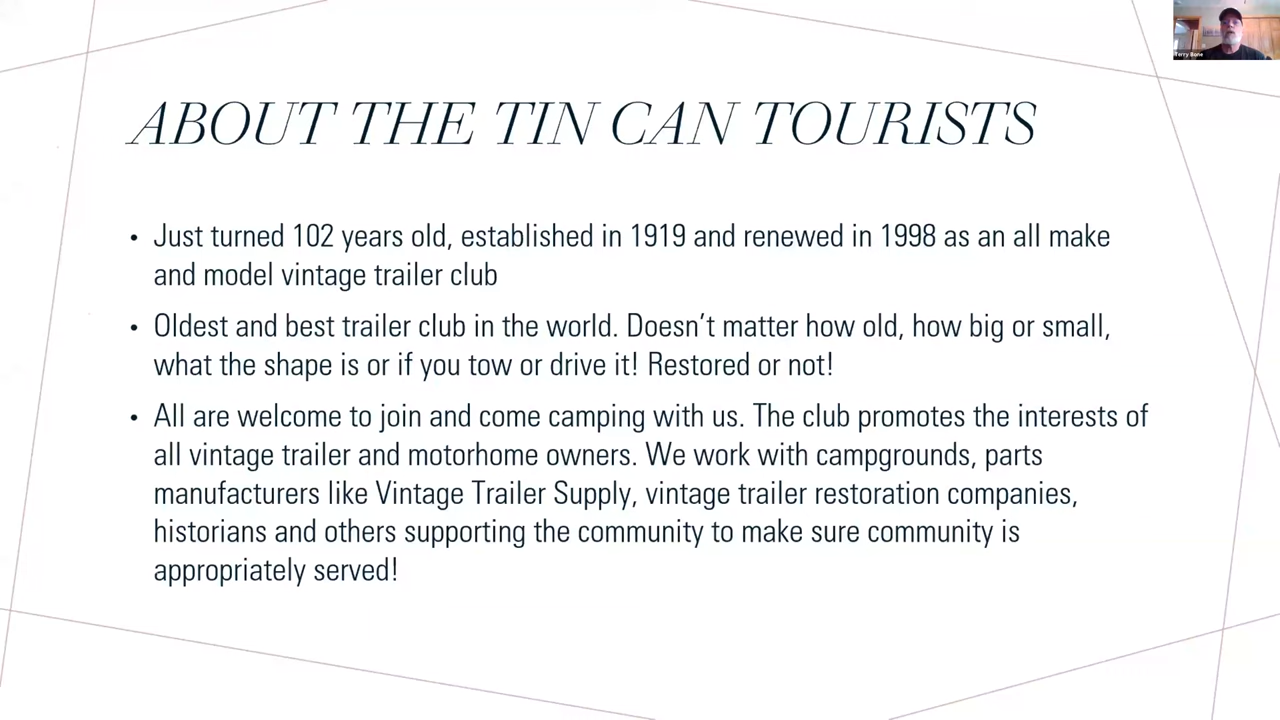 Terry Bone
ABOUT THE TIN CAN TOURISTS
• Just turned 102 years old, established in 1919 and renewed in 1998 as an all make
and model vintage trailer club
• Oldest and best trailer club in the world. Doesn’t matter how old, how big or small,
what the shape is or if you tow or drive it! Restored or not!
• All are welcome to join and come camping with us. The club promotes the interests of
all vintage trailer and motorhome owners. We work with campgrounds, parts
manufacturers like Vintage Trailer Supply, vintage trailer restoration companies,
historians and others supporting the community to make sure community is
appropriately served!